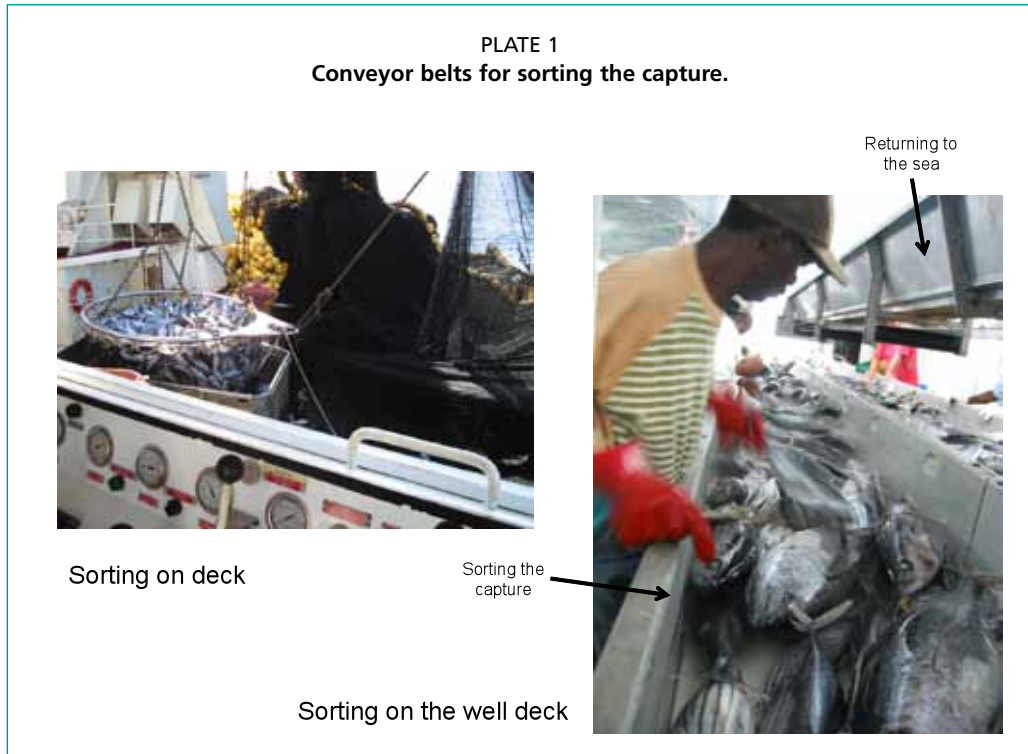 PLATE 1
Conveyor belts for sorting the capture.
Returning to
the sea
Sorting on deck
Sorting the
capture
Sorting on the well deck